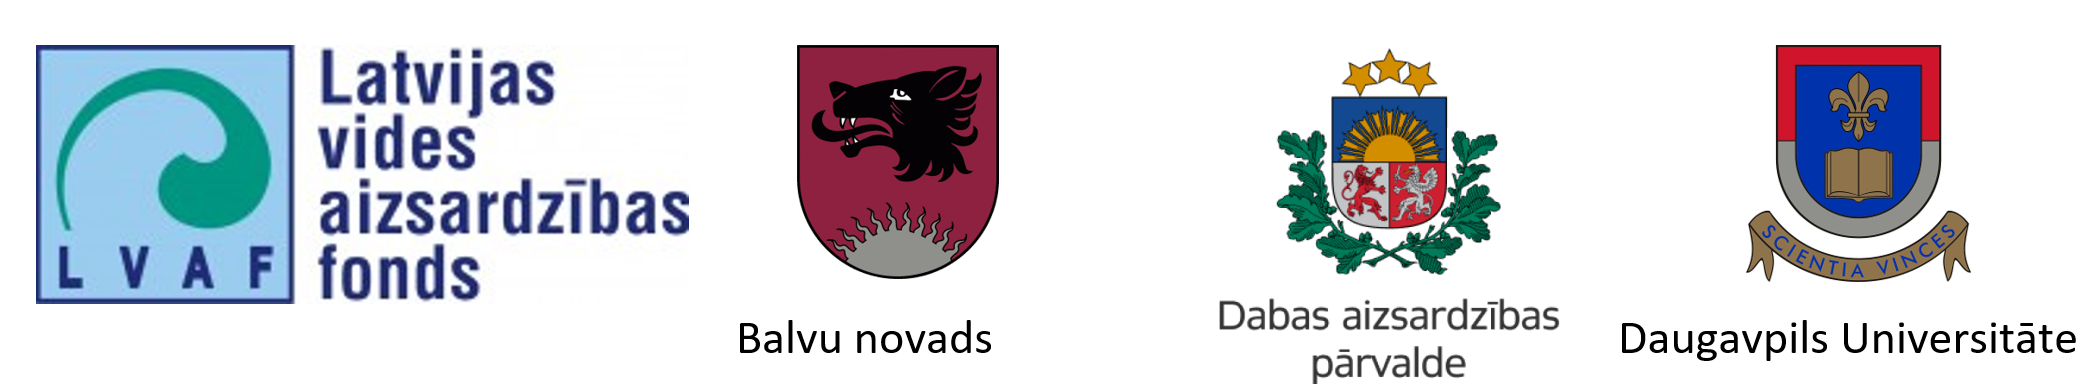 Latvijas
vides
aizsardzības
fonds
L V A F
Balvu novads
Dabas aizsardzības
pārvalde
SCIENTIA VINCES
Daugavpils Universitāte